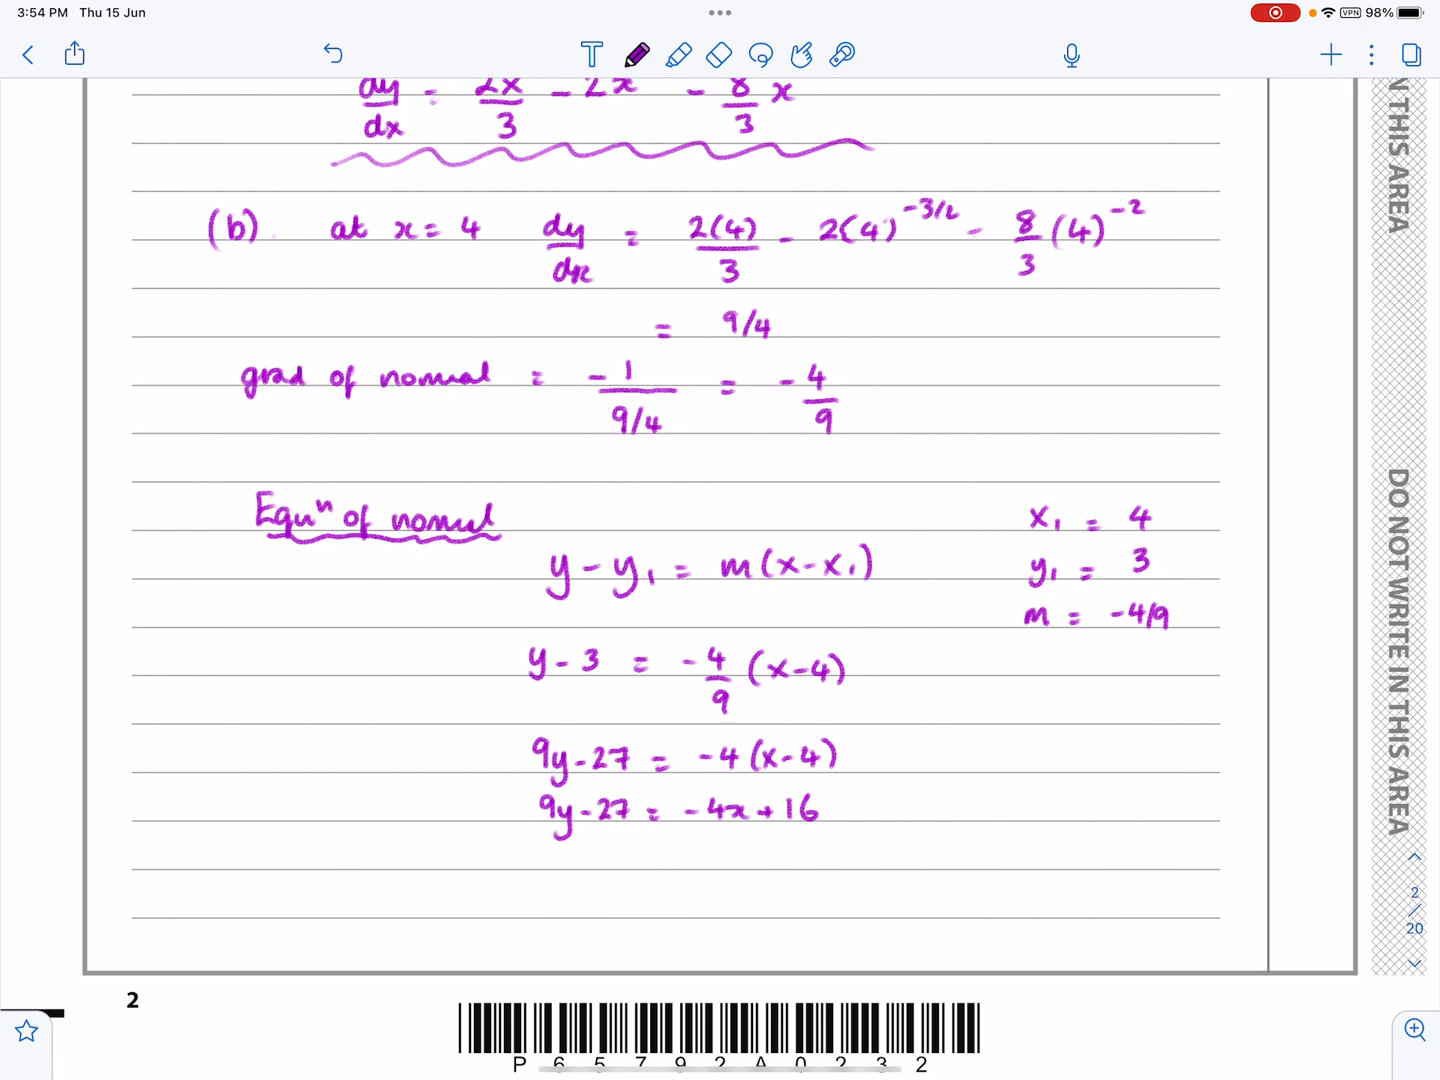 3:54 PM Thu 15 Jun
VPN 98%
dy/dx = 2x/3 - 2x - 8/3 x
(b). at x = 4 dy/dx = 2(4)/3 - 2(4)^-3/2 - 8/3 (4)^-2
= 9/4
grad of normal = -1/(9/4) = -4/9
Equⁿ of normal
x₁ = 4
y - y₁ = m(x - x₁)
y₁ = 3
m = -4/9
y - 3 = -4/9 (x - 4)
9y - 27 = -4(x - 4)
9y - 27 = -4x + 16
N THIS AREA
DO NOT WRITE IN THIS AREA
2
/
20
2
P 6 5 7 9 2 A 0 2 3 2